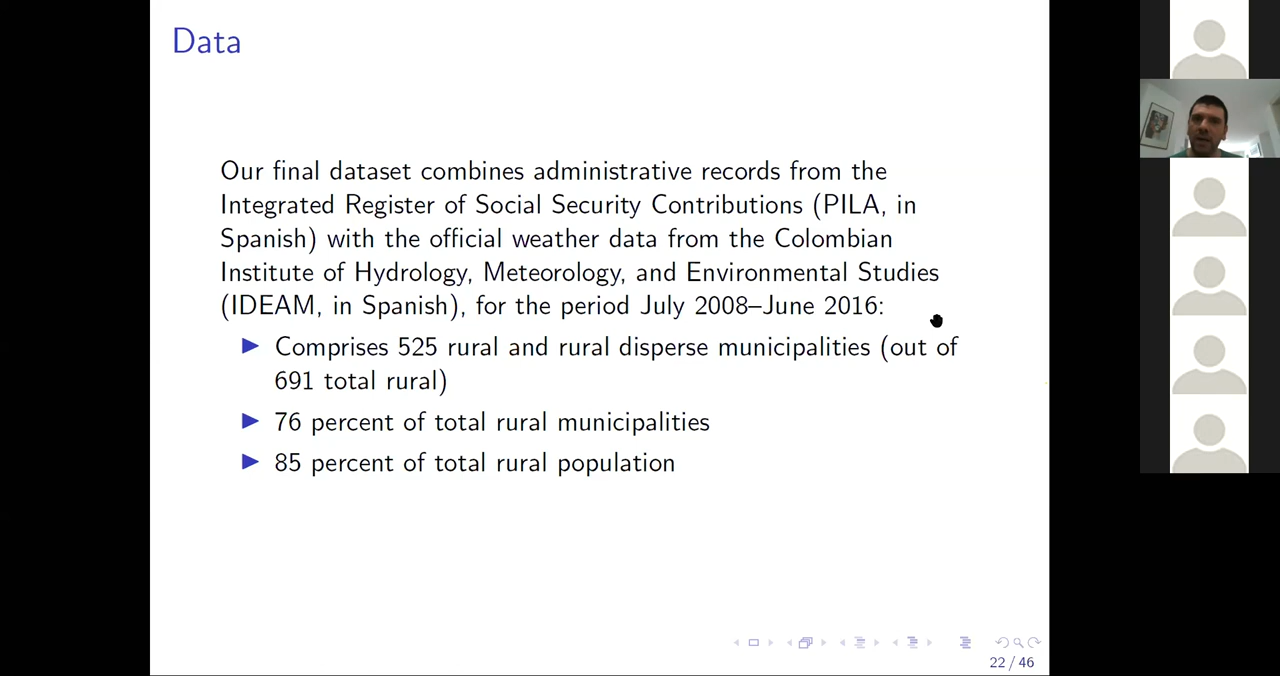 Data
Our final dataset combines administrative records from the
Integrated Register of Social Security Contributions (PILA, in
Spanish) with the official weather data from the Colombian
Institute of Hydrology, Meteorology, and Environmental Studies
(IDEAM, in Spanish), for the period July 2008–June 2016:
Comprises 525 rural and rural disperse municipalities (out of
691 total rural)
76 percent of total rural municipalities
85 percent of total rural population
22 / 46